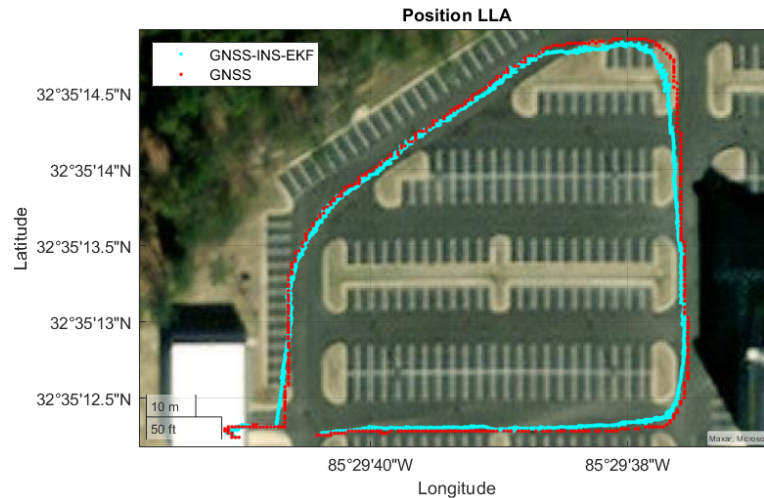 Position LLA
GNSS-INS-EKF
GNSS
32°35'14.5"N
32°35'14"N
32°35'13.5"N
32°35'13"N
32°35'12.5"N
Latitude
10 m
50 ft
Maxar, Microso
85°29'40"W
85°29'38"W
Longitude